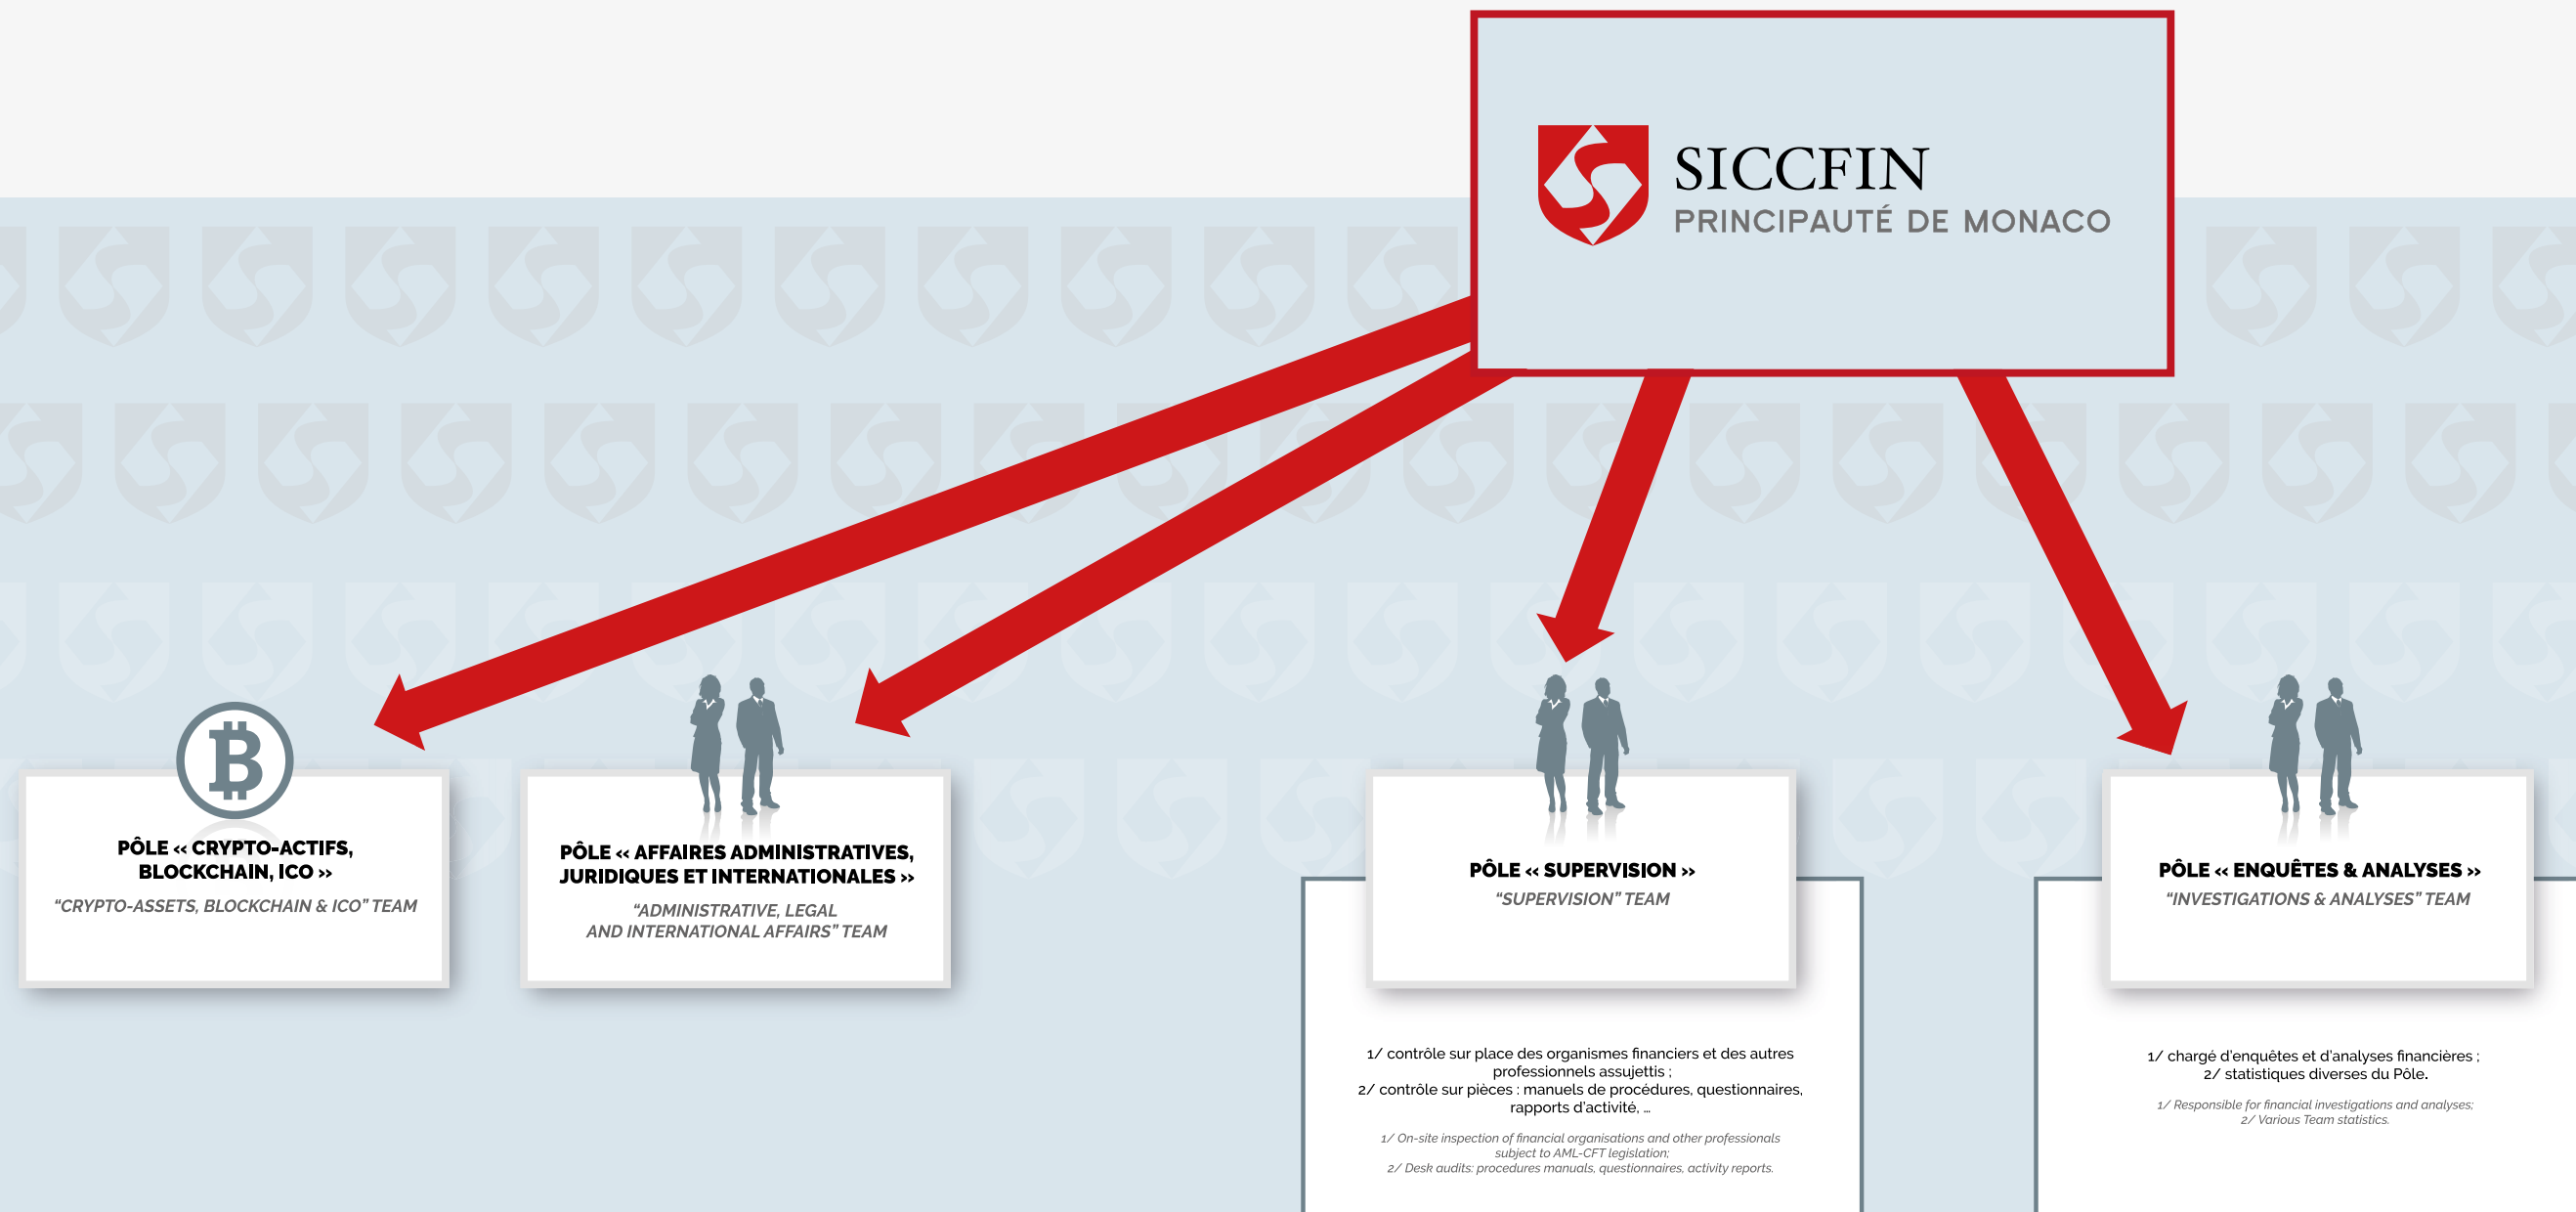 SICCFIN
PRINCIPAUTÉ DE MONACO
PÔLE « CRYPTO-ACTIFS,
BLOCKCHAIN, ICO »
“CRYPTO-ASSETS, BLOCKCHAIN & ICO” TEAM
PÔLE « AFFAIRES ADMINISTRATIVES,
JURIDIQUES ET INTERNATIONALES »
“ADMINISTRATIVE, LEGAL
AND INTERNATIONAL AFFAIRS” TEAM
PÔLE « SUPERVISION »
“SUPERVISION” TEAM
1/ contrôle sur place des organismes financiers et des autres
professionnels assujettis ;
2/ contrôle sur pièces : manuels de procédures, questionnaires,
rapports d’activité, …
1/ On-site inspection of financial organisations and other professionals
subject to AML-CFT legislation;
2/ Desk audits: procedures manuals, questionnaires, activity reports.
PÔLE « ENQUÊTES & ANALYSES »
“INVESTIGATIONS & ANALYSES” TEAM
1/ chargé d’enquêtes et d’analyses financières ;
2/ statistiques diverses du Pôle.
1/ Responsible for financial investigations and analyses;
2/ Various Team statistics.